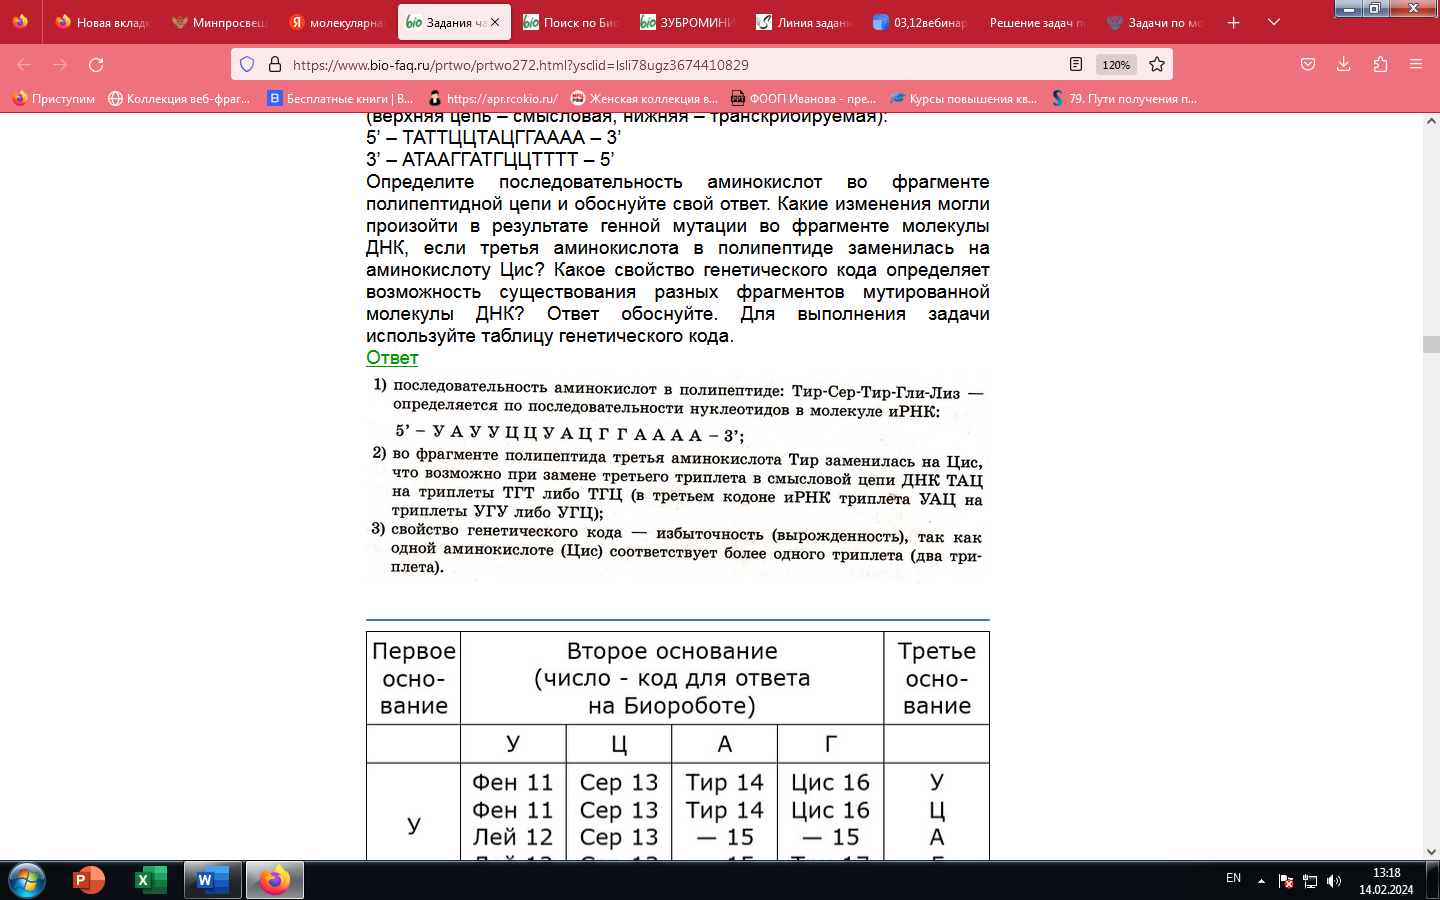 Новая вкладк
Минпросвещ
молекулярна
Задания ча
Поиск по Био
ЗУБРОМИНИ
Линия задани
03,12вебинар
Решение задач по
Задачи по мо
https://www.bio-faq.ru/prtwo/prtwo272.html?ysclid=lsli78ugz3674410829
120%
Приступим
Коллекция веб-фраг...
Бесплатные книги | В...
https://apr.rcokio.ru/
Женская коллекция в...
ФООП Иванова - пре...
Курсы повышения кв...
79. Пути получения п...
(верхняя цепь – смысловая, нижняя – транскрибируемая):
5’ – ТАТТЦЦТАЦГГАААА – 3’
3’ – АТААГГАТГЦЦТТТТ – 5’
Определите последовательность аминокислот во фрагменте
полипептидной цепи и обоснуйте свой ответ. Какие изменения могли
произойти в результате генной мутации во фрагменте молекулы
ДНК, если третья аминокислота в полипептиде заменилась на
аминокислоту Цис? Какое свойство генетического кода определяет
возможность существования разных фрагментов мутированной
молекулы ДНК? Ответ обоснуйте. Для выполнения задачи
используйте таблицу генетического кода.
Ответ
1) последовательность аминокислот в полипептиде: Тир-Сер-Тир-Гли-Лиз —
определяется по последовательности нуклеотидов в молекуле иРНК:
5’ – У А У У Ц Ц У А Ц Г Г А А А А – 3’;
2) во фрагменте полипептида третья аминокислота Тир заменилась на Цис,
что возможно при замене третьего триплета в смысловой цепи ДНК ТАЦ
на триплеты ТГТ либо ТГЦ (в третьем кодоне иРНК триплета УАЦ на
триплеты УГУ либо УГЦ);
3) свойство генетического кода — избыточность (вырожденность), так как
одной аминокислоте (Цис) соответствует более одного триплета (два три-
плета).
Первое осно- вание
Второе основание (число - код для ответа на Биороботе)
Третье осно- вание
У Ц А Г
Фен 11 Сер 13 Тир 14 Цис 16 У
Фен 11 Сер 13 Тир 14 Цис 16 Ц
У
Лей 12 Сер 13 — 15 — 15 А
EN
13:18
14.02.2024